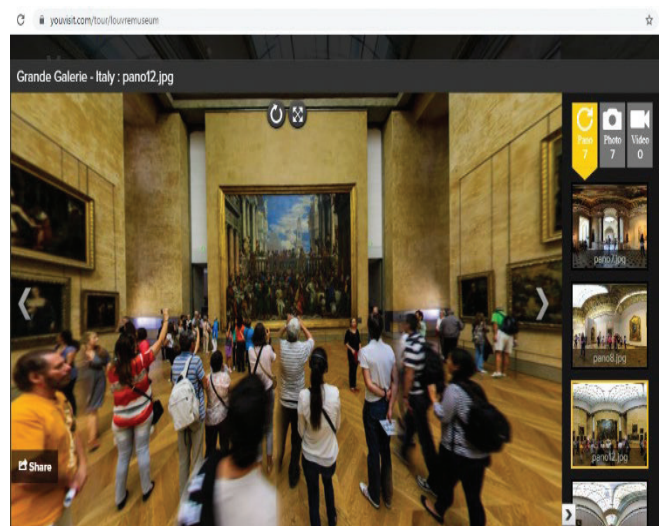 youvisit.com/tour/louvremuseum
Grande Galerie - Italy : pano12.jpg
Pano
7
Photo
7
Video
0
pano7.jpg
pano8.jpg
pano12.jpg
Share